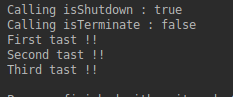 Calling isShutdown : true
Calling isTerminate : false
First tast !!
Second tast !!
Third tast !!